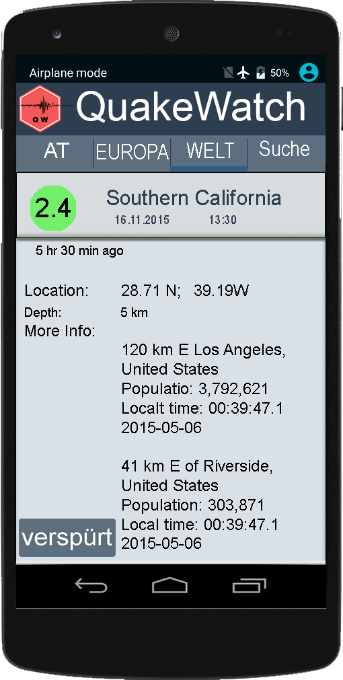 Airplane mode 50%
QW QuakeWatch
AT EUROPA WELT Suche
2.4 Southern California
16.11.2015 13:30
5 hr 30 min ago
Location: 28.71 N; 39.19W
Depth: 5 km
More Info:
120 km E Los Angeles,
United States
Populatio: 3,792,621
Localt time: 00:39:47.1
2015-05-06
41 km E of Riverside,
United States
Population: 303,871
Local time: 00:39:47.1
verspürt 2015-05-06